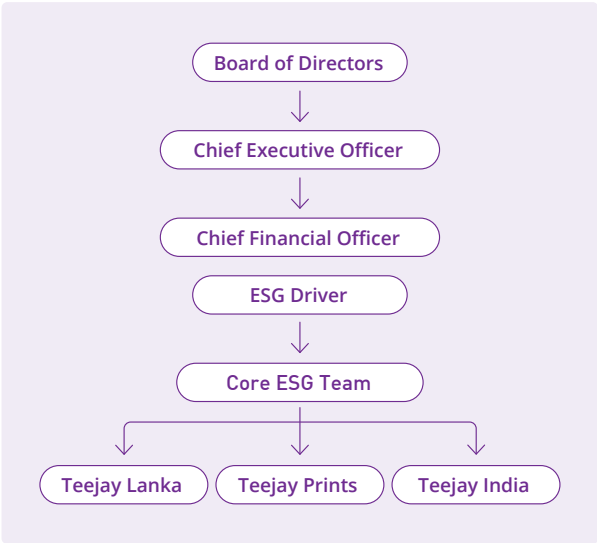 Board of Directors
Chief Executive Officer
Chief Financial Officer
ESG Driver
Core ESG Team
Teejay Lanka
Teejay Prints
Teejay India